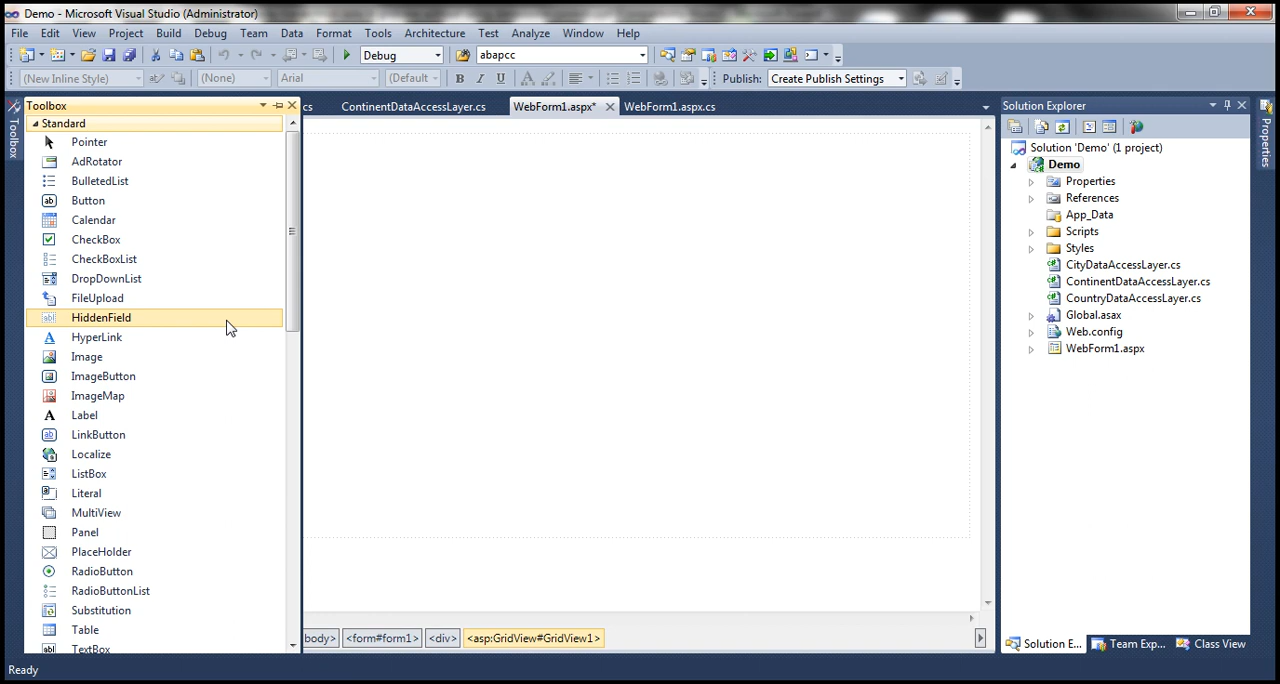 Demo - Microsoft Visual Studio (Administrator)
File Edit View Project Build Debug Team Data Format Tools Architecture Test Analyze Window Help
Debug abapcc
(New Inline Style) (None) Arial (Default B I U A Publish: Create Publish Settings
Toolbox
Toolbox
cs ContinentDataAccessLayer.cs WebForm1.aspx* WebForm1.aspx.cs
Standard
Pointer
AdRotator
BulletedList
Button
Calendar
CheckBox
CheckBoxList
DropDownList
FileUpload
HiddenField
HyperLink
Image
ImageButton
ImageMap
Label
LinkButton
Localize
ListBox
Literal
MultiView
Panel
PlaceHolder
RadioButton
RadioButtonList
Substitution
Table
TextBox
body> <form#form1> <div> <asp:GridView#GridView1>
Solution Explorer
Solution 'Demo' (1 project)
Demo
Properties
References
App_Data
Scripts
Styles
CityDataAccessLayer.cs
ContinentDataAccessLayer.cs
CountryDataAccessLayer.cs
Global.asax
Web.config
WebForm1.aspx
Solution E... Team Exp... Class View
Properties
Ready